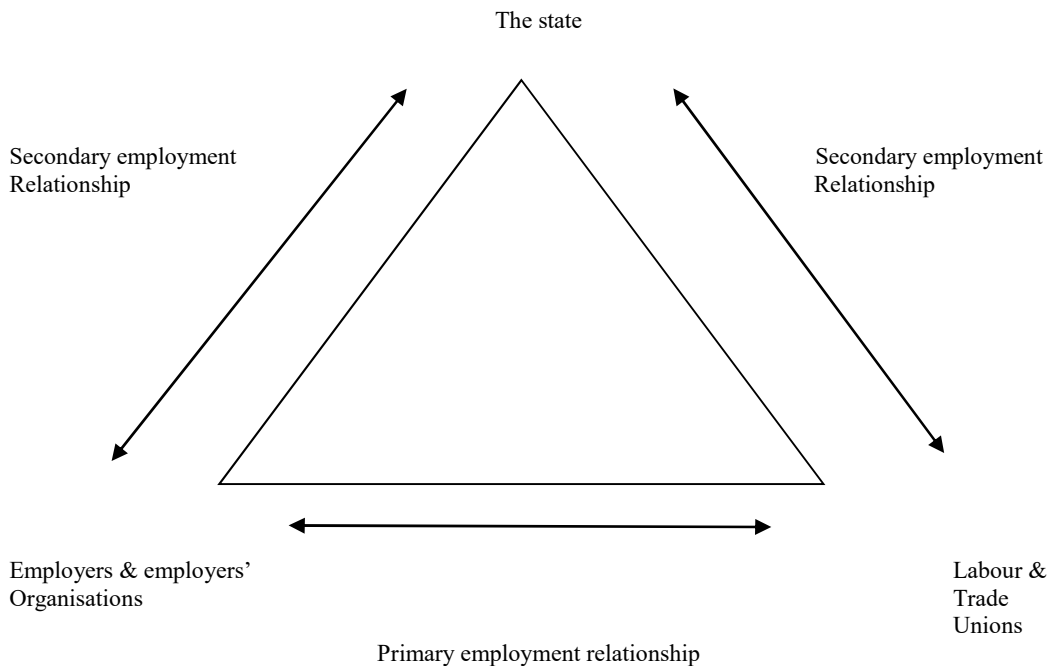 The state
Secondary employment
Relationship
Secondary employment
Relationship
Employers & employers’
Organisations
Labour &
Trade
Unions
Primary employment relationship